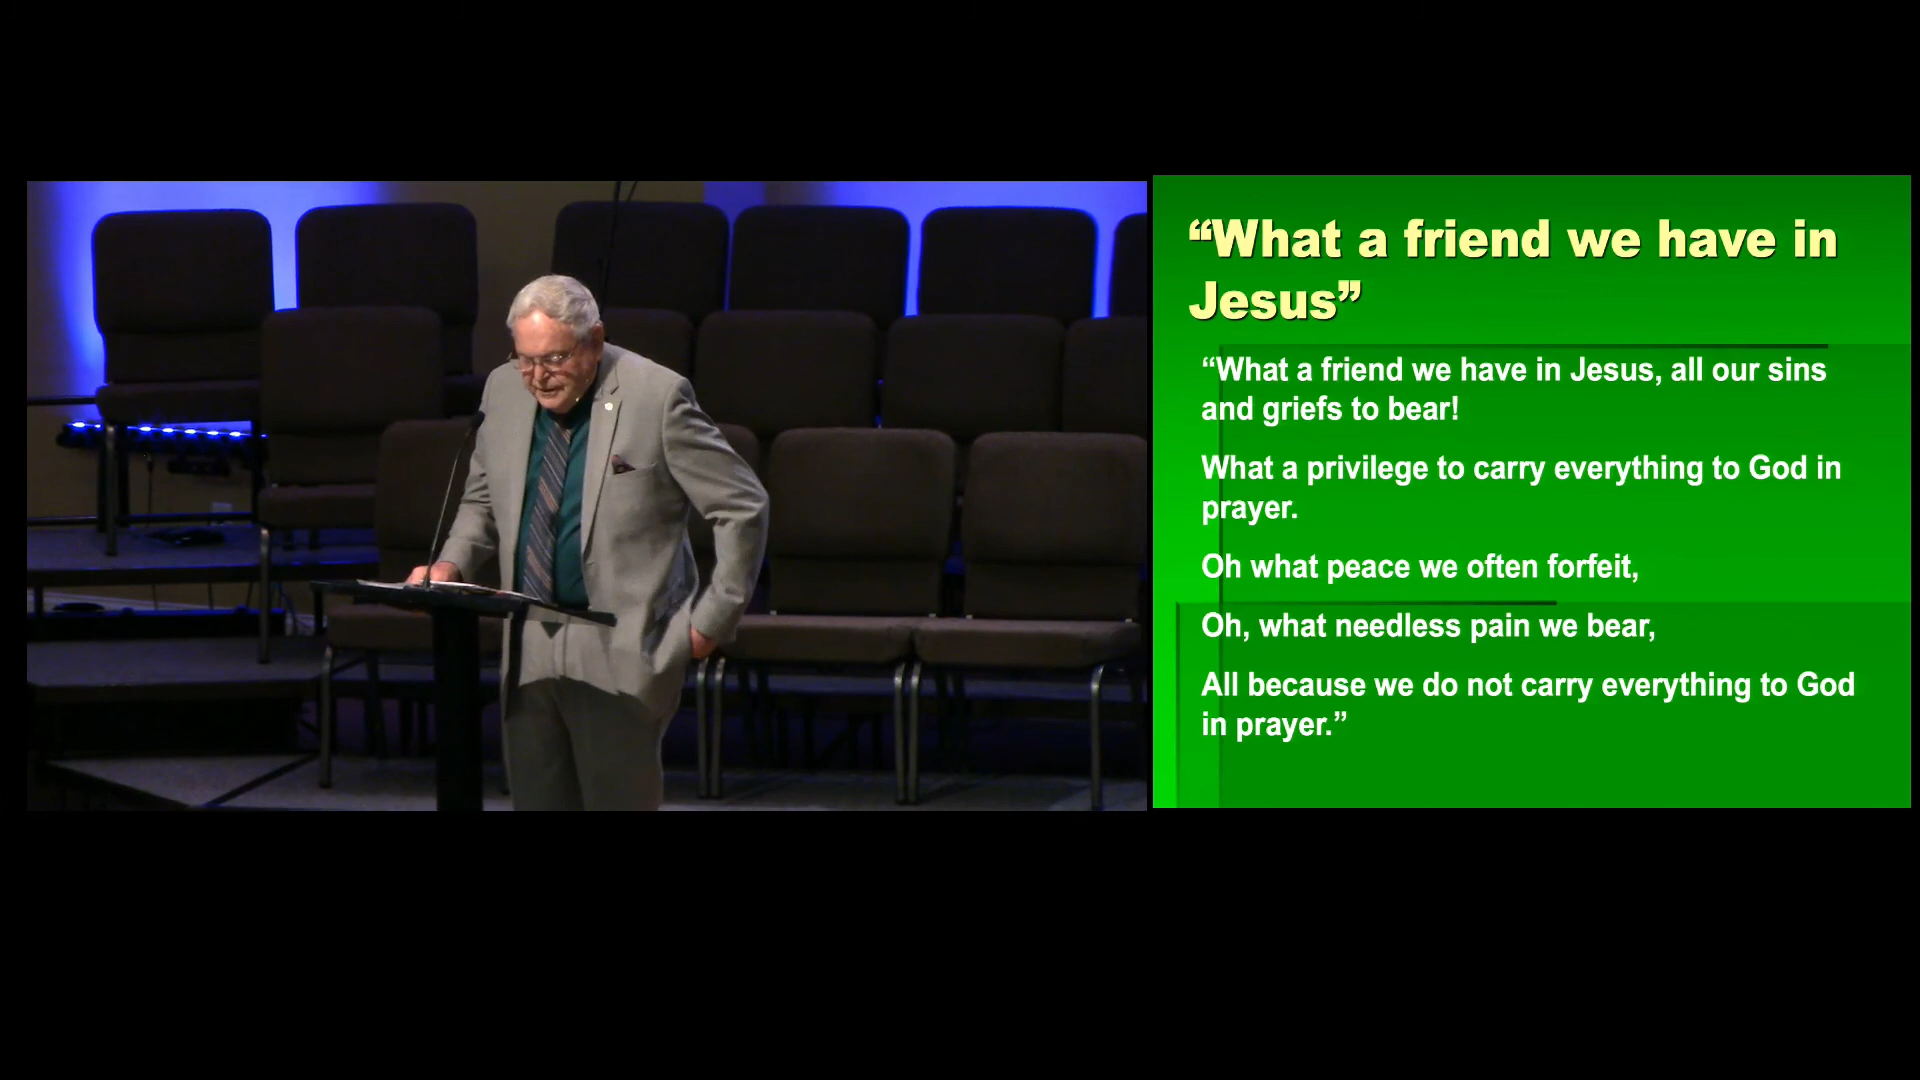 “What a friend we have in
Jesus”
“What a friend we have in Jesus, all our sins
and griefs to bear!
What a privilege to carry everything to God in
prayer.
Oh what peace we often forfeit,
Oh, what needless pain we bear,
All because we do not carry everything to God
in prayer.”